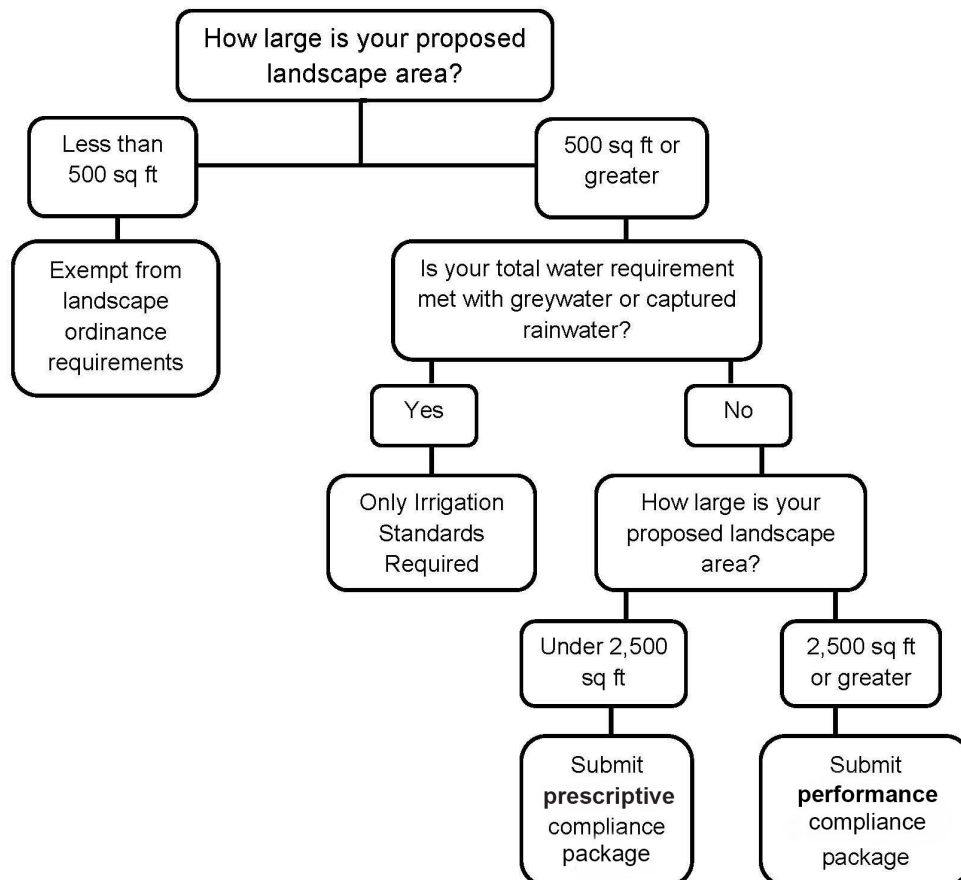 How large is your proposed
landscape area?
Less than
500 sq ft
500 sq ft or
greater
Exempt from
landscape
ordinance
requirements
Is your total water requirement
met with greywater or captured
rainwater?
Yes
No
Only Irrigation
Standards
Required
How large is your
proposed landscape
area?
Under 2,500
sq ft
2,500 sq ft
or greater
Submit
prescriptive
compliance
package
Submit
performance
compliance
package